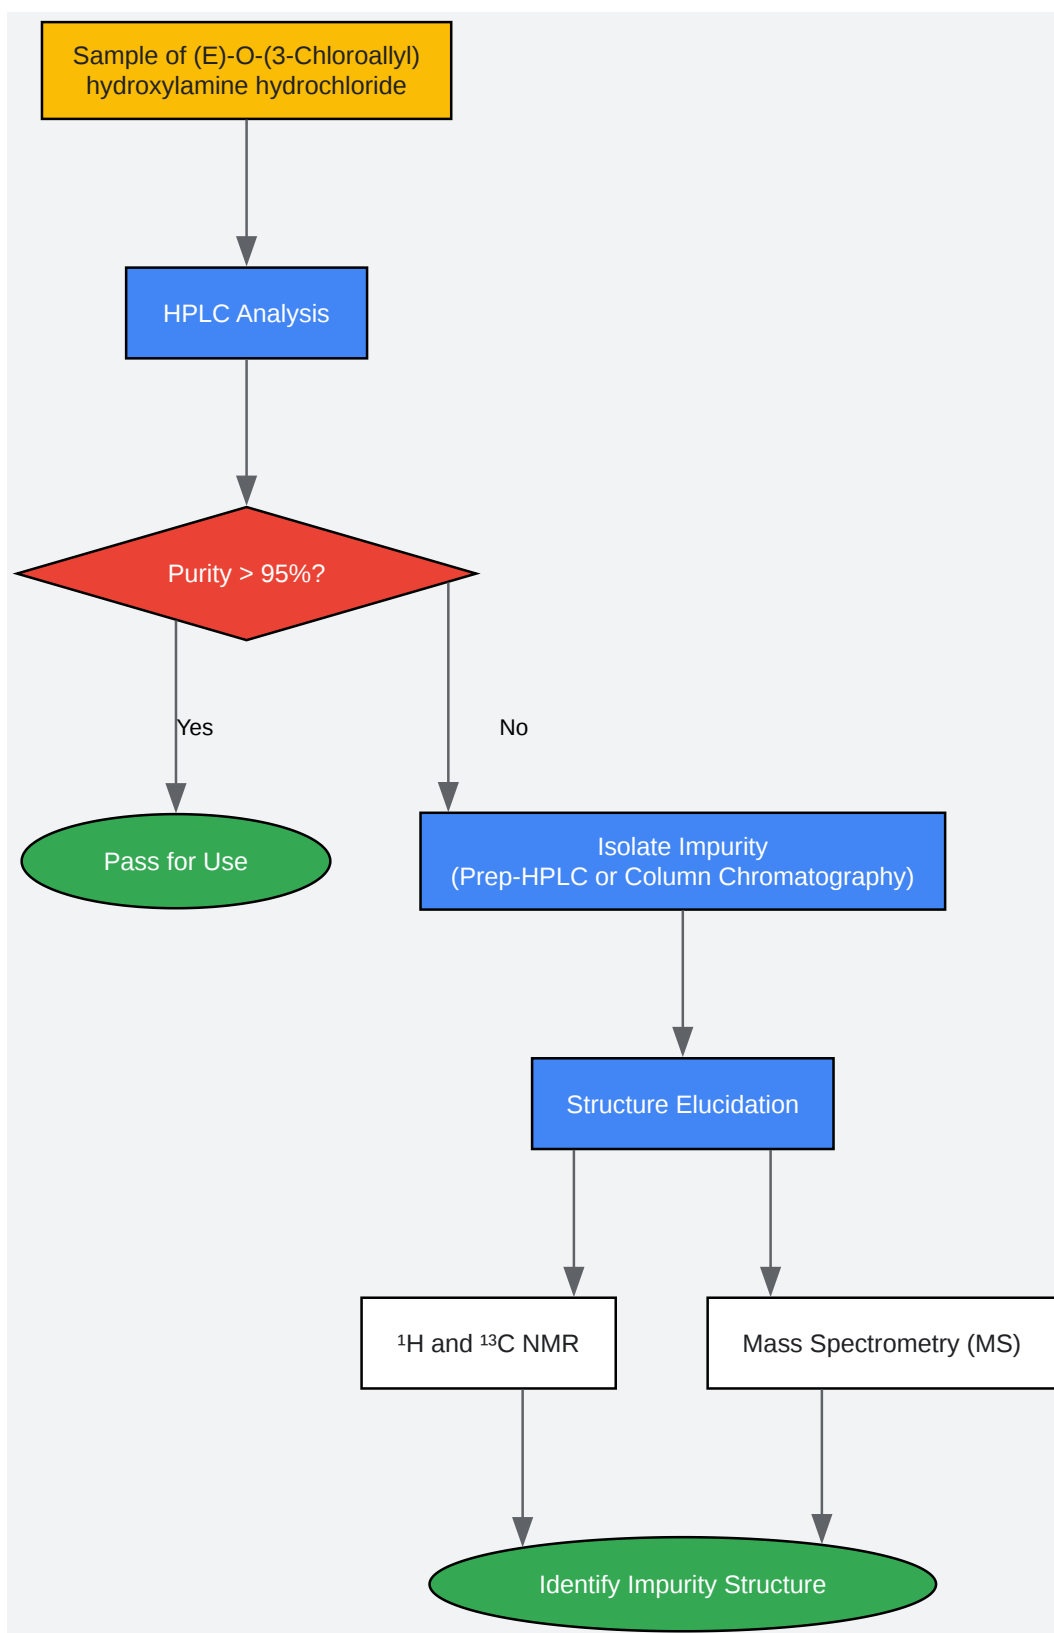 Sample of (E)-O-(3-Chloroallyl)
hydroxylamine hydrochloride
HPLC Analysis
Purity > 95%?
Yes
No
Pass for Use
Isolate Impurity
(Prep-HPLC or Column Chromatography)
Structure Elucidation
¹H and ¹³C NMR
Mass Spectrometry (MS)
Identify Impurity Structure